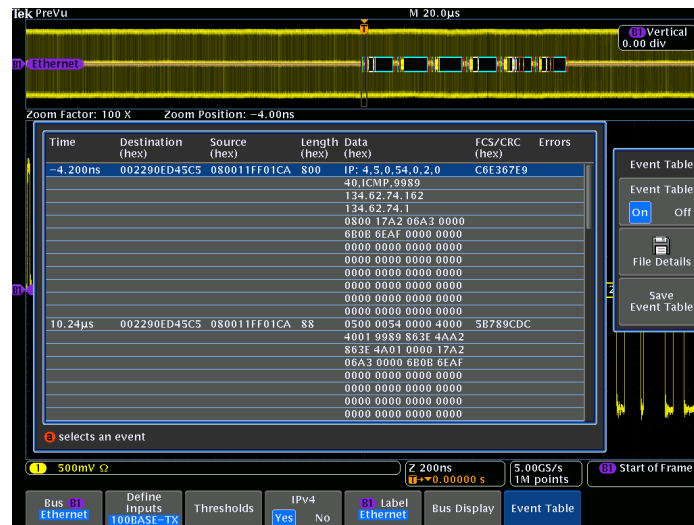 Tek PreVu M 20.0µs
T
B1 Vertical
0.00 div
B1 Ethernet
Zoom Factor: 100 X Zoom Position: −4.00ns
Time Destination (hex) Source (hex) Length (hex) Data (hex) FCS/CRC (hex) Errors
−4.200ns 002290ED45C5 080011FF01CA 800 IP: 4,5,0,54,0,2,0 C6E367E9
40,ICMP,9989
134.62.74.162
134.62.74.1
0800 17A2 06A3 0000
6B0B 6EAF 0000 0000
0000 0000 0000 0000
0000 0000 0000 0000
0000 0000 0000 0000
0000 0000 0000 0000
0000 0000 0000 0000
0000 0000 0000 0000
10.24µs 002290ED45C5 080011FF01CA 88 0500 0054 0000 4000 5B789CDC
4001 9989 863E 4AA2
863E 4A01 0000 17A2
06A3 0000 6B0B 6EAF
0000 0000 0000 0000
0000 0000 0000 0000
0000 0000 0000 0000
0000 0000 0000 0000
a selects an event
Event Table
Event Table
On Off
File Details
Save
Event Table
B1
Z
1 500mV Ω
Z 200ns
T→▼0.00000 s
5.00GS/s
1M points
B1 Start of Frame
Bus B1
Ethernet
Define
Inputs
100BASE-TX
Thresholds
IPv4
Yes No
B1 Label
Ethernet
Bus Display
Event Table